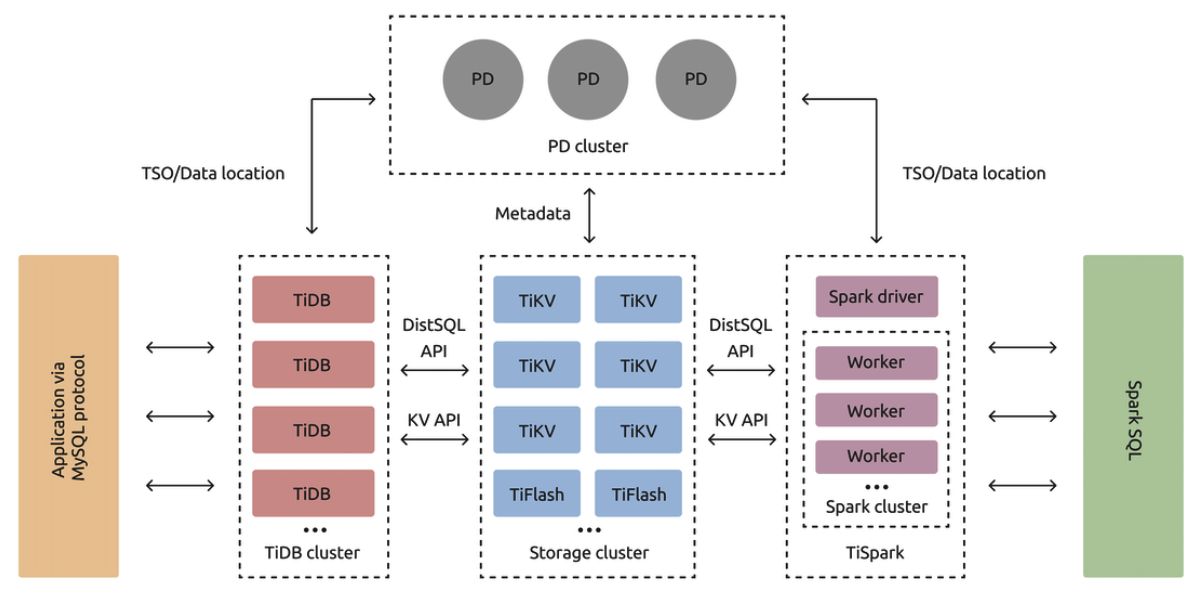 PD
PD
PD
PD cluster
TSO/Data location
TSO/Data location
Metadata
Application via
MySQL protocol
TiDB
TiDB
TiDB
TiDB
...
TiDB cluster
DistSQL
API
KV API
TiKV
TiKV
TiKV
TiKV
TiKV
TiKV
TiFlash
TiFlash
...
Storage cluster
DistSQL
API
KV API
Spark driver
Worker
Worker
Worker
...
Spark cluster
TiSpark
Spark SQL